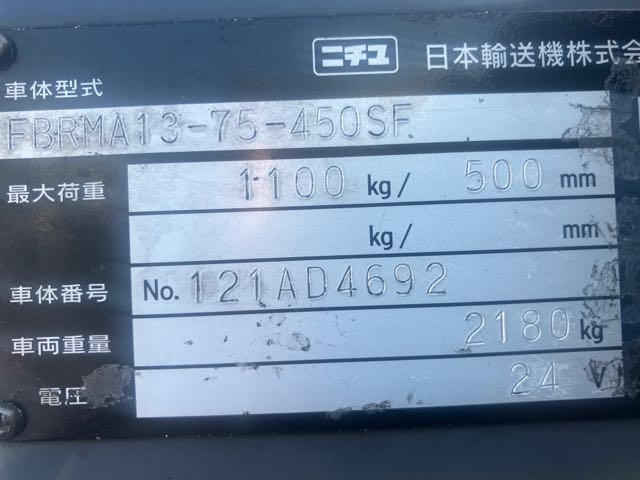 ニチユ 日本輸送機株式会
車体型式
FBRMA13-75-450SF
最大荷重 1100 kg/ 500 mm
kg/ mm
車体番号 No. 121AD4692
車両重量 2180 kg
電圧 24 V